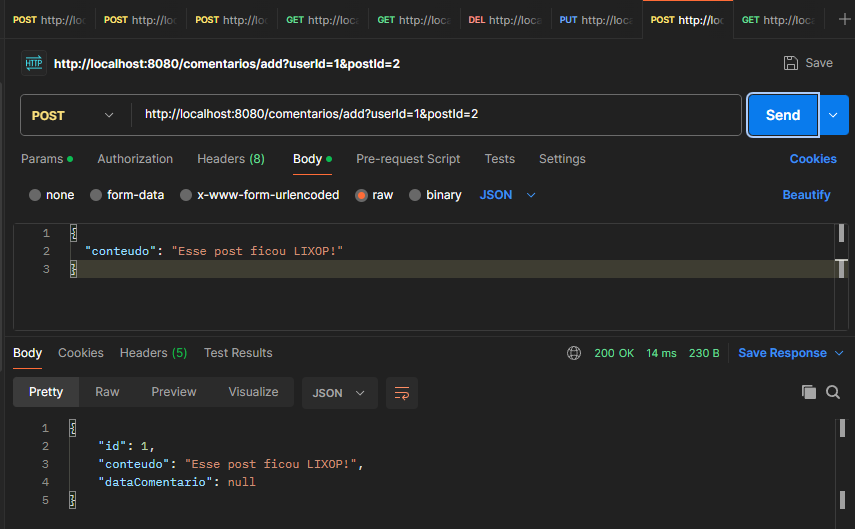 POST http://loc POST http://loc POST http://loc GET http://loca GET http://loca DEL http://loca PUT http://loca POST http://loc GET http://loca
HTTP http://localhost:8080/comentarios/add?userId=1&postId=2 Save
POST http://localhost:8080/comentarios/add?userId=1&postId=2 Send
Params Authorization Headers (8) Body Pre-request Script Tests Settings Cookies
none form-data x-www-form-urlencoded raw binary JSON Beautify
1 {
2 "conteudo": "Esse post ficou LIXOP!"
3 }
Body Cookies Headers (5) Test Results 200 OK 14 ms 230 B Save Response
Pretty Raw Preview Visualize JSON
1 {
2 "id": 1,
3 "conteudo": "Esse post ficou LIXOP!",
4 "dataComentario": null
5 }